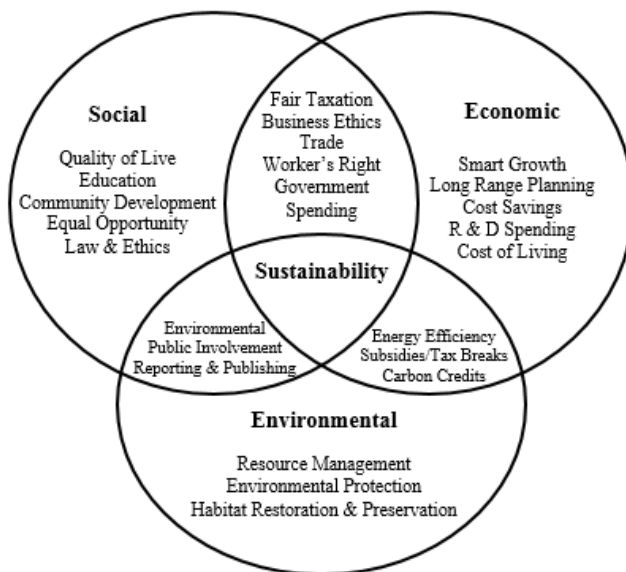 Social
Quality of Live
Education
Community Development
Equal Opportunity
Law & Ethics
Fair Taxation
Business Ethics
Trade
Worker's Right
Government
Spending
Economic
Smart Growth
Long Range Planning
Cost Savings
R & D Spending
Cost of Living
Sustainability
Environmental
Public Involvement
Reporting & Publishing
Energy Efficiency
Subsidies/Tax Breaks
Carbon Credits
Environmental
Resource Management
Environmental Protection
Habitat Restoration & Preservation